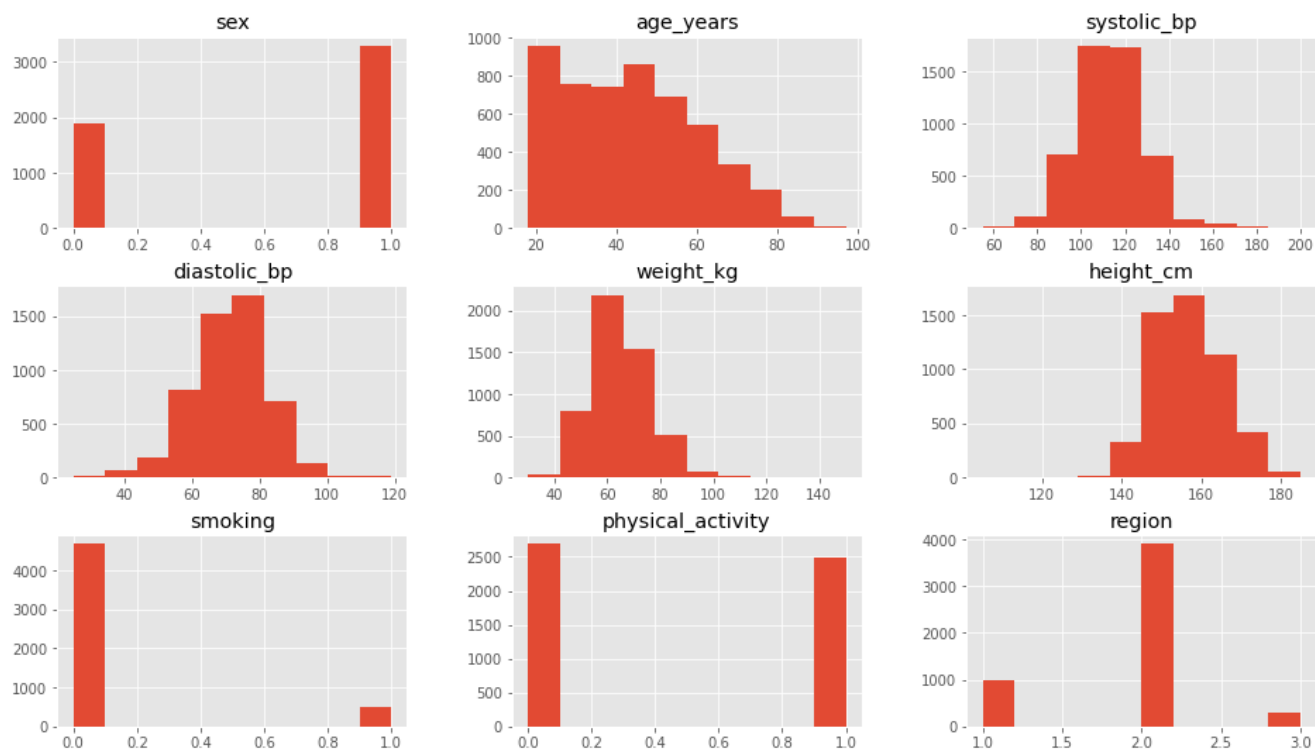 sex
3000
2000
1000
0
0.0 0.2 0.4 0.6 0.8 1.0
age_years
1000
800
600
400
200
0
20 40 60 80 100
systolic_bp
1500
1000
500
0
60 80 100 120 140 160 180 200
diastolic_bp
1500
1000
500
0
40 60 80 100 120
weight_kg
2000
1500
1000
500
0
40 60 80 100 120 140
height_cm
1500
1000
500
0
120 140 160 180
smoking
4000
3000
2000
1000
0
0.0 0.2 0.4 0.6 0.8 1.0
physical_activity
2500
2000
1500
1000
500
0
0.0 0.2 0.4 0.6 0.8 1.0
region
4000
3000
2000
1000
0
1.0 1.5 2.0 2.5 3.0